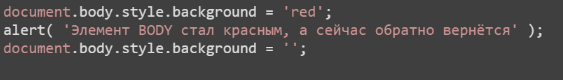 document.body.style.background = 'red';
alert( 'Элемент BODY стал красным, а сейчас обратно вернётся' );
document.body.style.background = '';